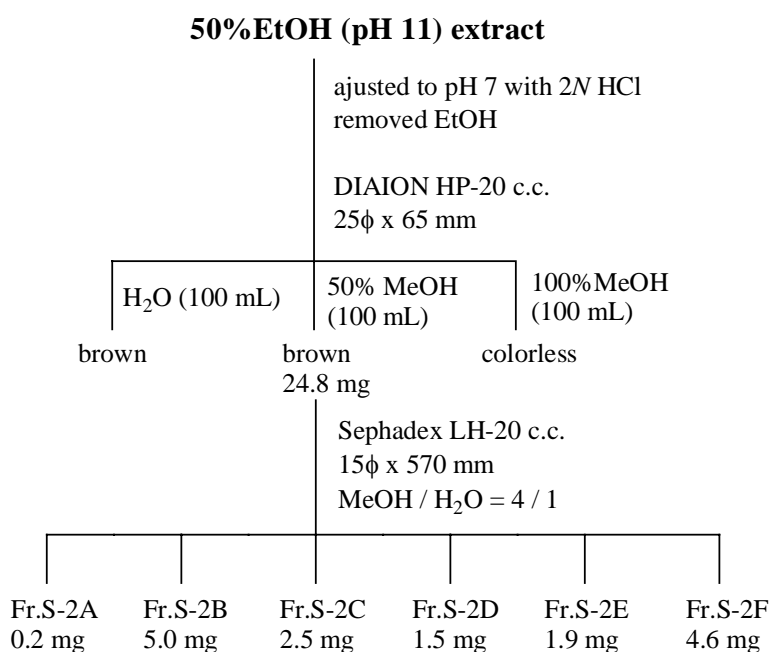 50%EtOH (pH 11) extract
ajusted to pH 7 with 2N HCl
removed EtOH
DIAION HP-20 c.c.
25ϕ x 65 mm
H₂O (100 mL)
50% MeOH
(100 mL)
100%MeOH
(100 mL)
brown
brown
24.8 mg
colorless
Sephadex LH-20 c.c.
15ϕ x 570 mm
MeOH / H₂O = 4 / 1
Fr.S-2A
0.2 mg
Fr.S-2B
5.0 mg
Fr.S-2C
2.5 mg
Fr.S-2D
1.5 mg
Fr.S-2E
1.9 mg
Fr.S-2F
4.6 mg